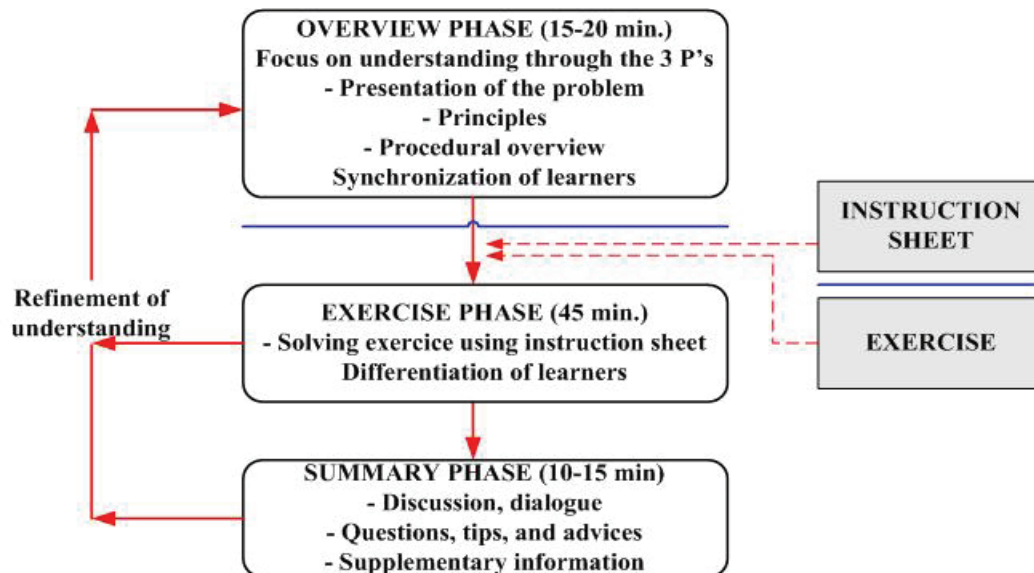 OVERVIEW PHASE (15-20 min.)
Focus on understanding through the 3 P's
- Presentation of the problem
- Principles
- Procedural overview
Synchronization of learners
INSTRUCTION
SHEET
Refinement of
understanding
EXERCISE PHASE (45 min.)
- Solving exercice using instruction sheet
Differentiation of learners
EXERCISE
SUMMARY PHASE (10-15 min)
- Discussion, dialogue
- Questions, tips, and advices
- Supplementary information